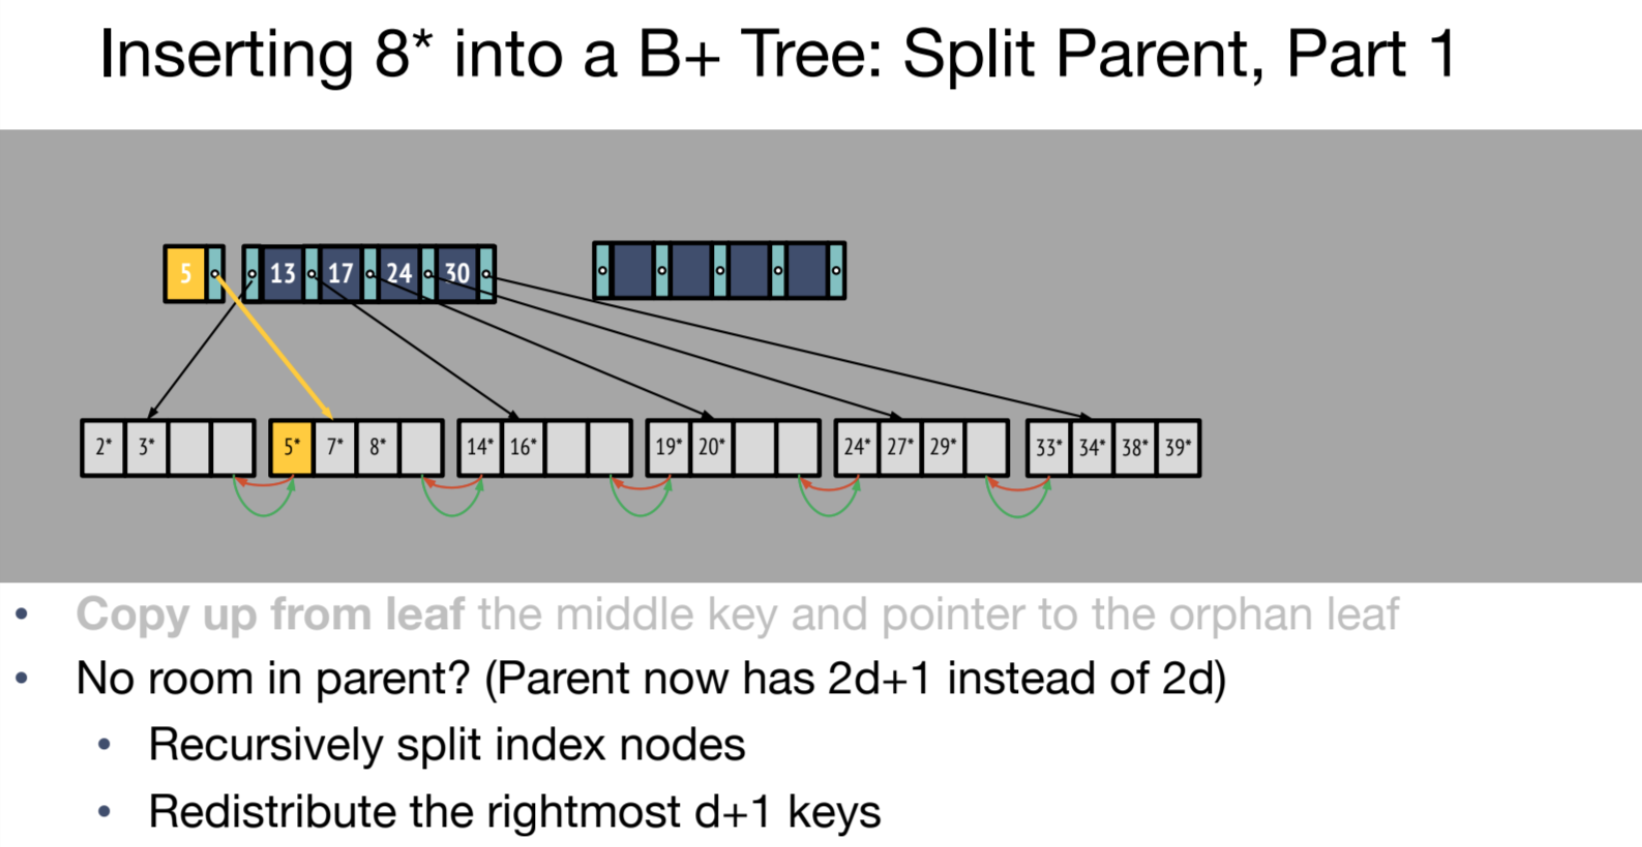 Inserting 8* into a B+ Tree: Split Parent, Part 1
5 13 17 24 30
2* 3* 5* 7* 8* 14* 16* 19* 20* 24* 27* 29* 33* 34* 38* 39*
• Copy up from leaf the middle key and pointer to the orphan leaf
• No room in parent? (Parent now has 2d+1 instead of 2d)
• Recursively split index nodes
• Redistribute the rightmost d+1 keys